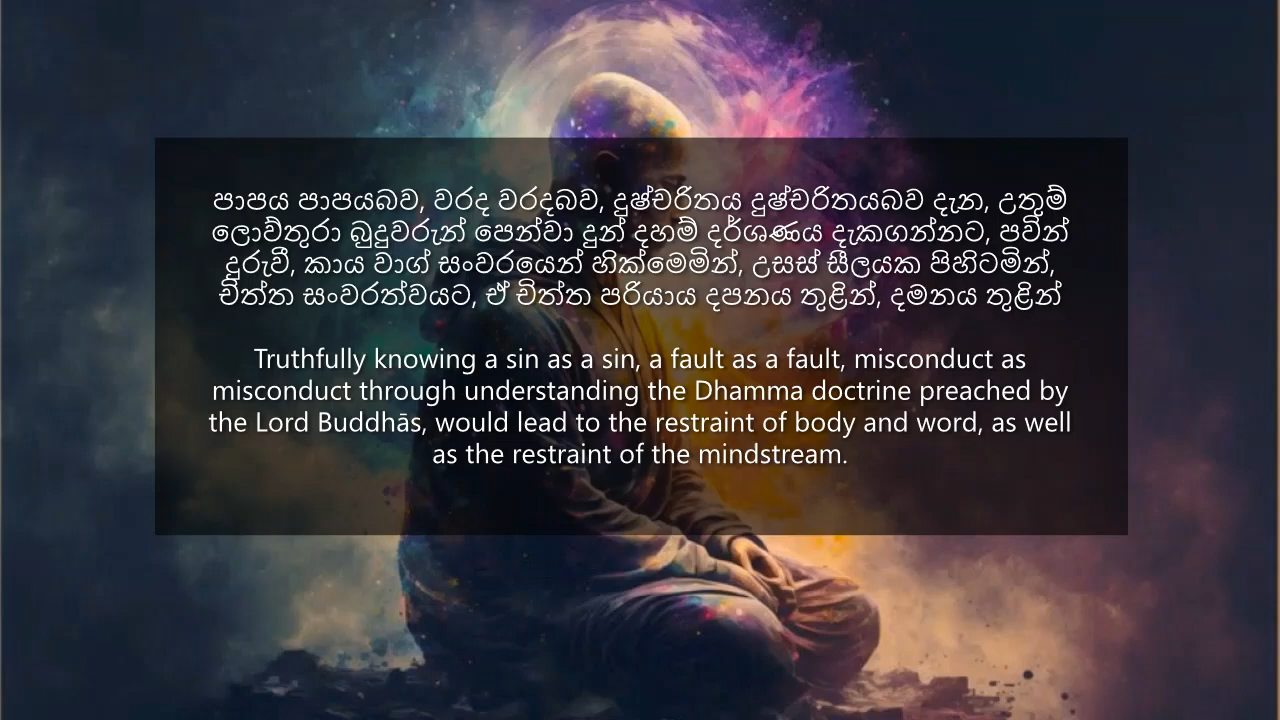 පාපය පාපයබව, වරද වරදබව, දුෂ්චරිතය දුෂ්චරිතයබව දැන, උතුම්
ලොව්තුරා බුදුවරුන් පෙන්වා දුන් දහම් දර්ශණය දැකගන්නට, පවින්
දුරුවී, කාය වාග් සංවරයෙන් හික්මෙමින්, උසස් සීලයක පිහිටමින්,
චිත්ත සංවරත්වයට, ඒ චිත්ත පරියාය දපනය තුළින්, දමනය තුළින්
Truthfully knowing a sin as a sin, a fault as a fault, misconduct as
misconduct through understanding the Dhamma doctrine preached by
the Lord Buddhās, would lead to the restraint of body and word, as well
as the restraint of the mindstream.